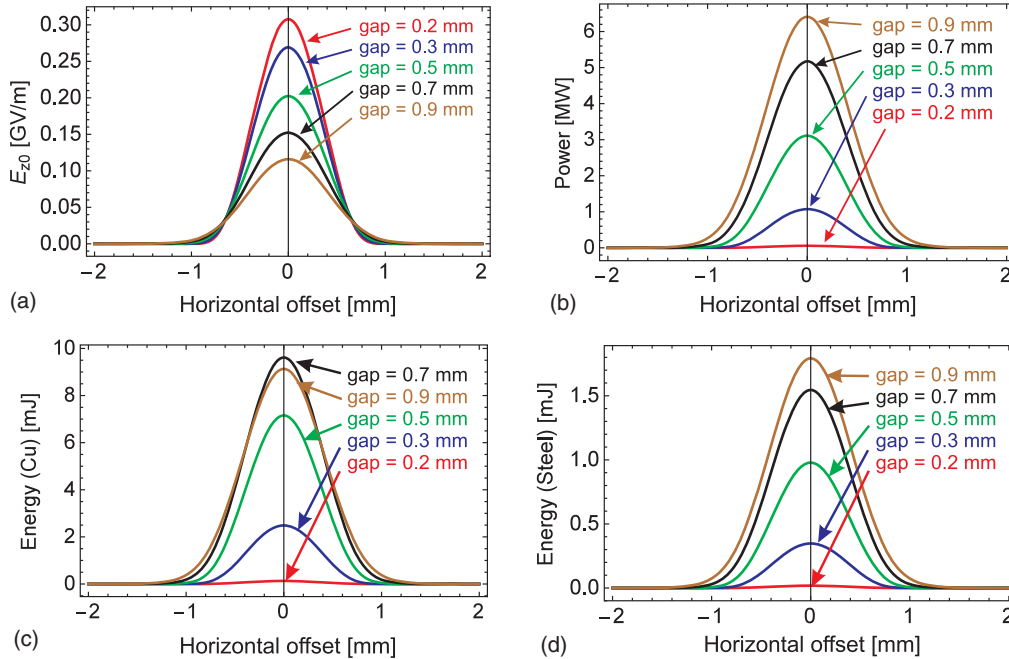 0.30
0.25
0.20
0.15
0.10
0.05
0.00
E_z0 [GV/m]
gap = 0.2 mm
gap = 0.3 mm
gap = 0.5 mm
gap = 0.7 mm
gap = 0.9 mm
−2 −1 0 1 2
Horizontal offset [mm]
(a)
6
5
4
3
2
1
0
Power [MW]
gap = 0.9 mm
gap = 0.7 mm
gap = 0.5 mm
gap = 0.3 mm
gap = 0.2 mm
−2 −1 0 1 2
Horizontal offset [mm]
(b)
10
8
6
4
2
0
Energy (Cu) [mJ]
gap = 0.7 mm
gap = 0.9 mm
gap = 0.5 mm
gap = 0.3 mm
gap = 0.2 mm
−2 −1 0 1 2
Horizontal offset [mm]
(c)
1.5
1.0
0.5
0.0
Energy (Steel) [mJ]
gap = 0.9 mm
gap = 0.7 mm
gap = 0.5 mm
gap = 0.3 mm
gap = 0.2 mm
−2 −1 0 1 2
Horizontal offset [mm]
(d)